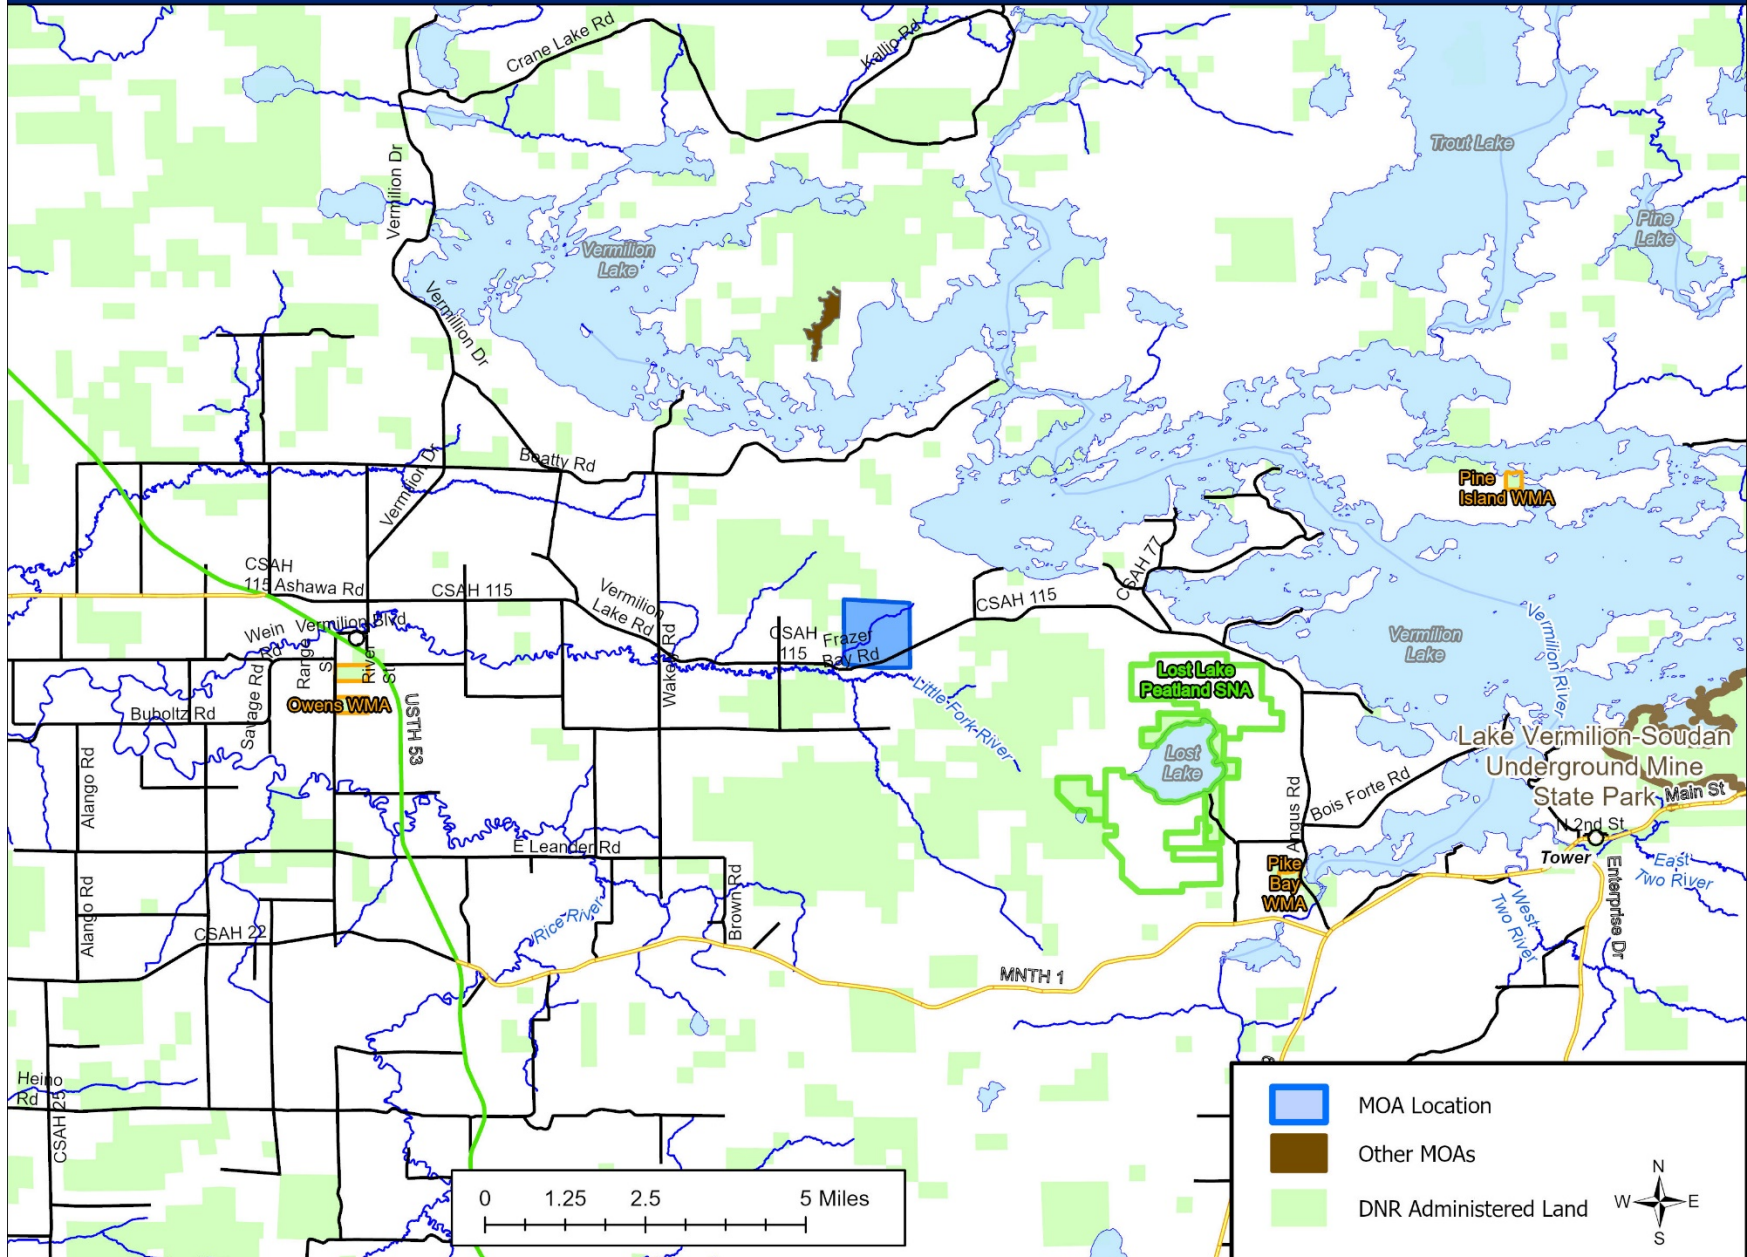 Crane Lake Rd
Kallio Rd
Trout Lake
Vermilion Dr
Pine
Lake
Vermilion
Lake
Vermillion Dr
Beatty Rd
Vermilion Dr
Pine
Island WMA
CSAH
115 Ashawa Rd
CSAH 115
Vermilion
Lake Rd
CSAH 77
CSAH 115
Vermilion River
Wein
Rd
Vermilion Blvd
Range
St
River
St
Savage Rd
CSAH
115
Frazer
Bay Rd
Wakely Rd
Vermilion
Lake
Lost Lake
Peatland SNA
Little Fork River
Owens WMA
Buboltz Rd
USTH 53
Lost
Lake
Lake Vermilion-Soudan
Underground Mine
State Park
Main St
Alango Rd
Angus Rd
Bois Forte Rd
N 2nd St
Tower
E Leander Rd
Pike
Bay
WMA
East
Two River
Enterprise Dr
West
Two River
Alango Rd
Brown Rd
Rice River
CSAH 22
MNTH 1
Heino
Rd
CSAH 25
MOA Location
Other MOAs
DNR Administered Land
N
W
E
S
0 1.25 2.5 5 Miles